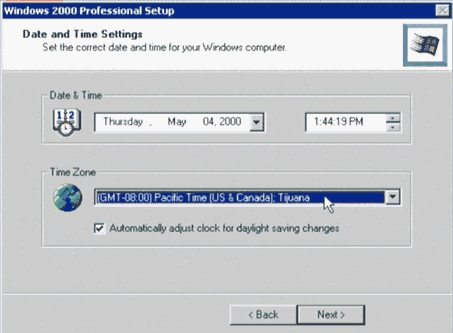 Windows 2000 Professional Setup
Date and Time Settings
Set the correct date and time for your Windows computer.
Date & Time
Thursday , May 04, 2000
1:44:19 PM
Time Zone
(GMT-08:00) Pacific Time (US & Canada); Tijuana
Automatically adjust clock for daylight saving changes
< Back
Next >